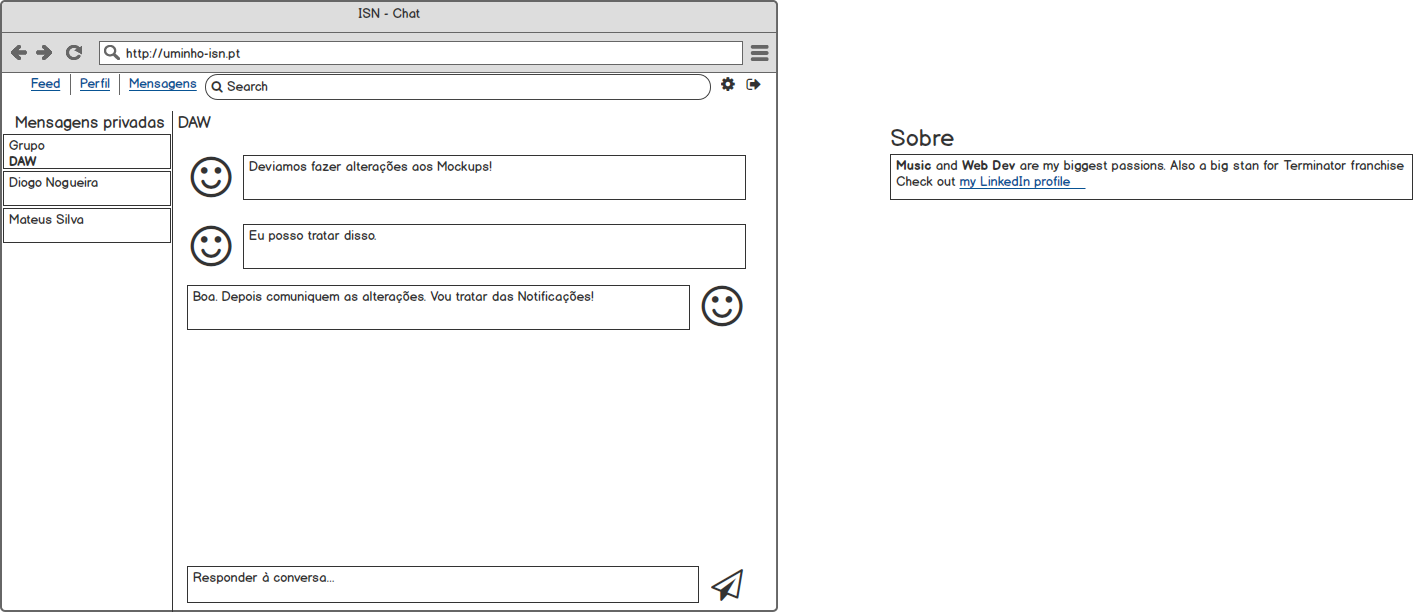 ISN - Chat
http://uminho-isn.pt
Feed
Perfil
Mensagens
Search
Mensagens privadas
Grupo
DAW
Diogo Nogueira
Mateus Silva
DAW
Deviamos fazer alterações aos Mockups!
Eu posso tratar disso.
Boa. Depois comuniquem as alterações. Vou tratar das Notificações!
Responder à conversa...
Sobre
Music and Web Dev are my biggest passions. Also a big stan for Terminator franchise
Check out my LinkedIn profile